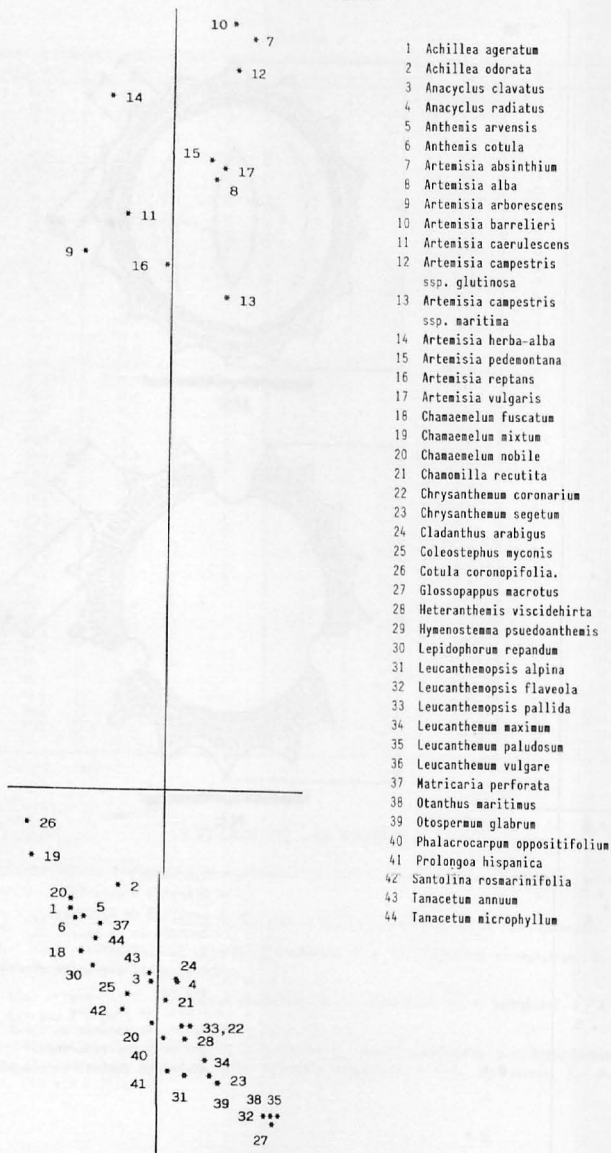 10
7
12
14
15
17
8
11
9
16
13
26
19
2
20
1
5
6
37
44
18
43
30
24
3
4
25
21
42
33,22
20
28
40
34
41
31
23
39
38 35
32
27
1 Achillea ageratum
2 Achillea odorata
3 Anacyclus clavatus
4 Anacyclus radiatus
5 Anthemis arvensis
6 Anthemis cotula
7 Artemisia absinthium
8 Artemisia alba
9 Artemisia arborescens
10 Artemisia barrelieri
11 Artemisia caerulescens
12 Artemisia campestris
ssp. glutinosa
13 Artemisia campestris
ssp. maritima
14 Artemisia herba-alba
15 Artemisia pedemontana
16 Artemisia reptans
17 Artemisia vulgaris
18 Chamaemelum fuscatum
19 Chamaemelum mixtum
20 Chamaemelum nobile
21 Chamomilla recutita
22 Chrysanthemum coronarium
23 Chrysanthemum segetum
24 Cladanthus arabigus
25 Coleostephus myconis
26 Cotula coronopifolia.
27 Glossopappus macrotus
28 Heteranthemis viscidehirta
29 Hymenostemma psuedoanthemis
30 Lepidophorum repandum
31 Leucanthemopsis alpina
32 Leucanthemopsis flaveola
33 Leucanthemopsis pallida
34 Leucanthemum maximum
35 Leucanthemum paludosum
36 Leucanthemum vulgare
37 Matricaria perforata
38 Otanthus maritimus
39 Otospermum glabrum
40 Phalacrocarpum oppositifolium
41 Prolongoa hispanica
42 Santolina rosmarinifolia
43 Tanacetum annuum
44 Tanacetum microphyllum